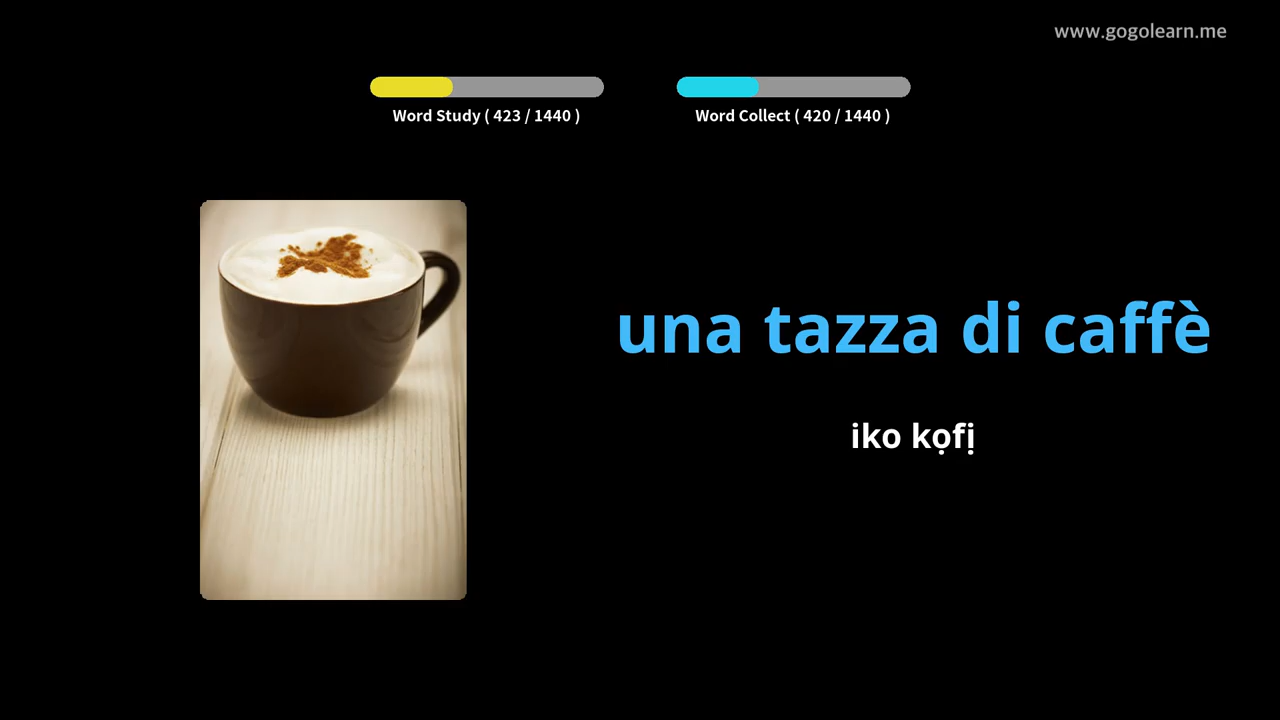 www.gogolearn.me
Word Study ( 423 / 1440 )
Word Collect ( 420 / 1440 )
una tazza di caffè
iko kọfị